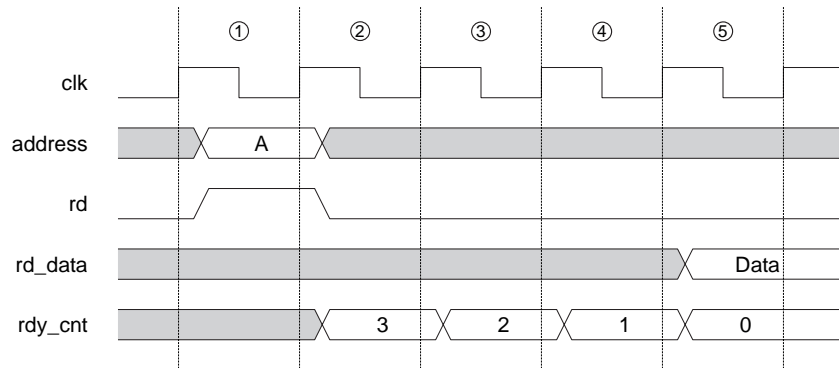 ① ② ③ ④ ⑤
clk
address A
rd
rd_data Data
rdy_cnt 3 2 1 0